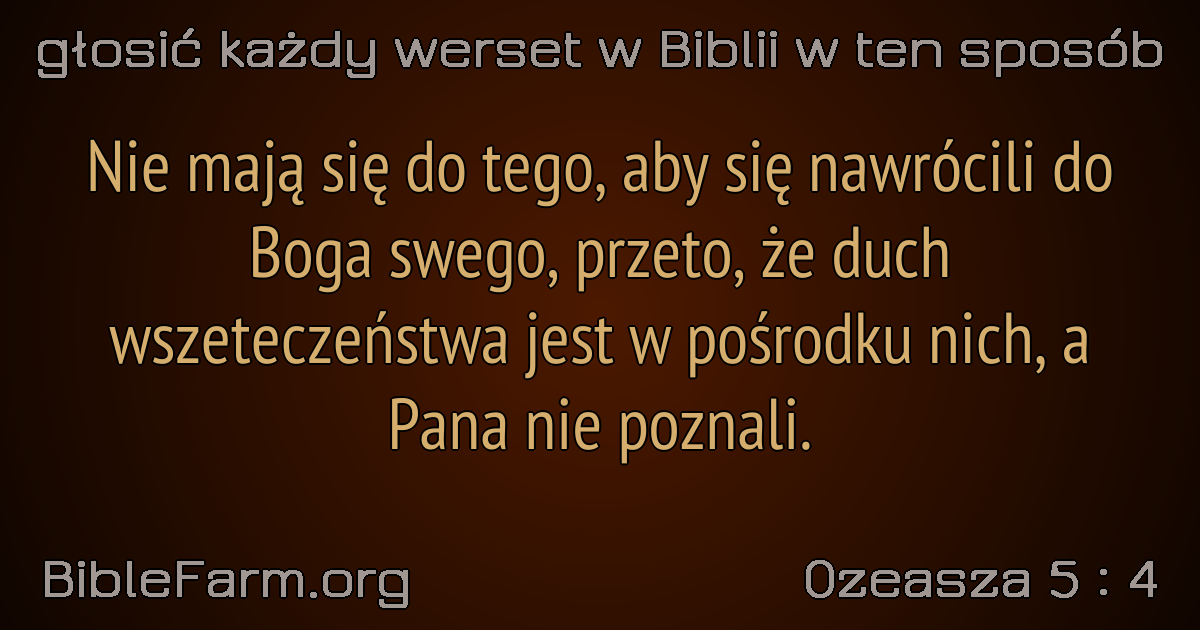 głosić każdy werset w Biblii w ten sposób
Nie mają się do tego, aby się nawrócili do
Boga swego, przeto, że duch
wszeteczeństwa jest w pośrodku nich, a
Pana nie poznali.
BibleFarm.org
Ozeasza 5 : 4